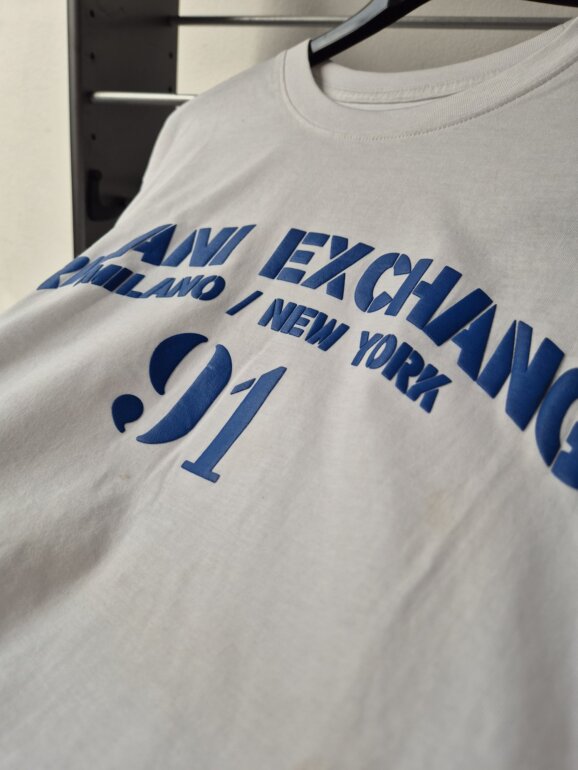 ANI EXCHANG
MILANO / NEW YORK
91